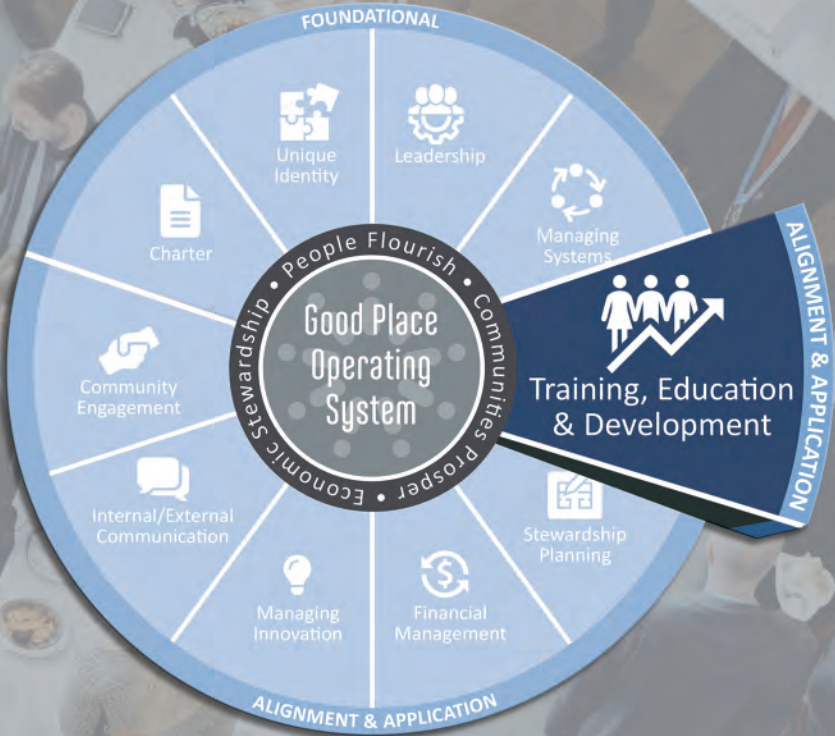 FOUNDATIONAL
Unique
Identity
Leadership
Charter
Managing
Systems
ALIGNMENT & APPLICATION
People Flourish • Communities Prosper • Economic Stewardship •
Good Place
Operating
System
Training, Education
& Development
Community
Engagement
Internal/External
Communication
Stewardship
Planning
Managing
Innovation
Financial
Management
ALIGNMENT & APPLICATION